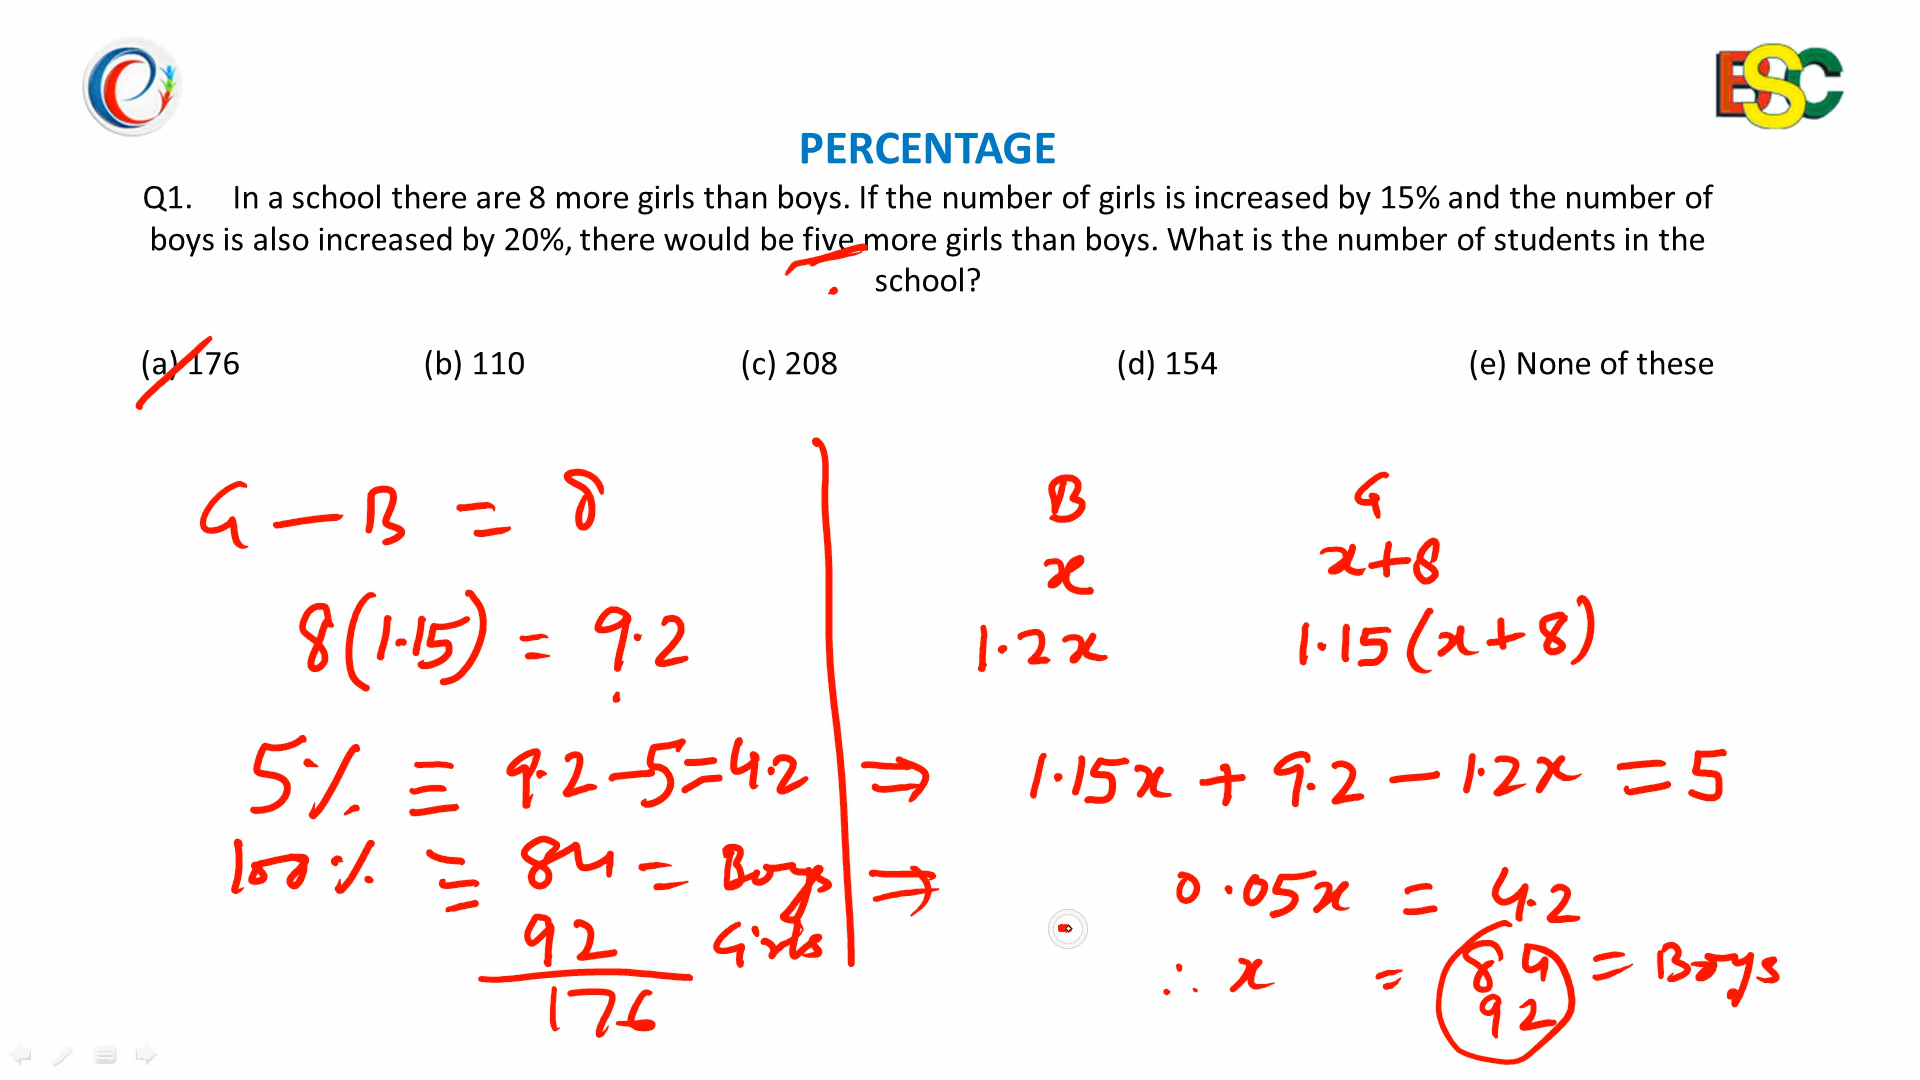 BSC
PERCENTAGE
Q1. In a school there are 8 more girls than boys. If the number of girls is increased by 15% and the number of
boys is also increased by 20%, there would be five more girls than boys. What is the number of students in the
school?
(a) 176 (b) 110 (c) 208 (d) 154 (e) None of these
G — B = 8
8(1.15) = 9.2
5% ≡ 9.2 - 5 = 4.2
100% ≡ 84 = Boys
92 Girls
176
B G
x x+8
1.2x 1.15(x+8)
⇒ 1.15x + 9.2 - 1.2x = 5
⇒ 0.05x = 4.2
∴ x = 84 = Boys
92